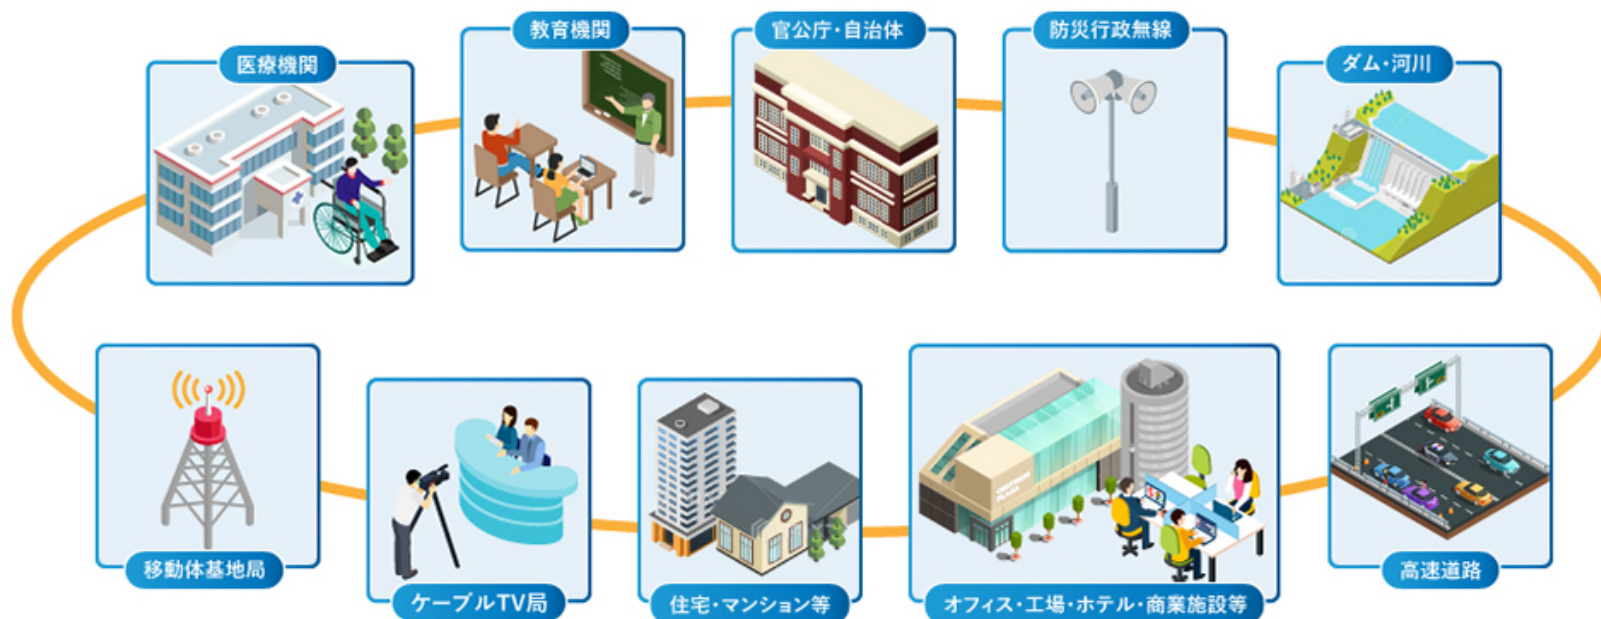 医療機関
教育機関
官公庁・自治体
防災行政無線
ダム・河川
移動体基地局
ケーブルTV局
住宅・マンション等
CENTRUM
PLAZA
オフィス・工場・ホテル・商業施設等
高速道路